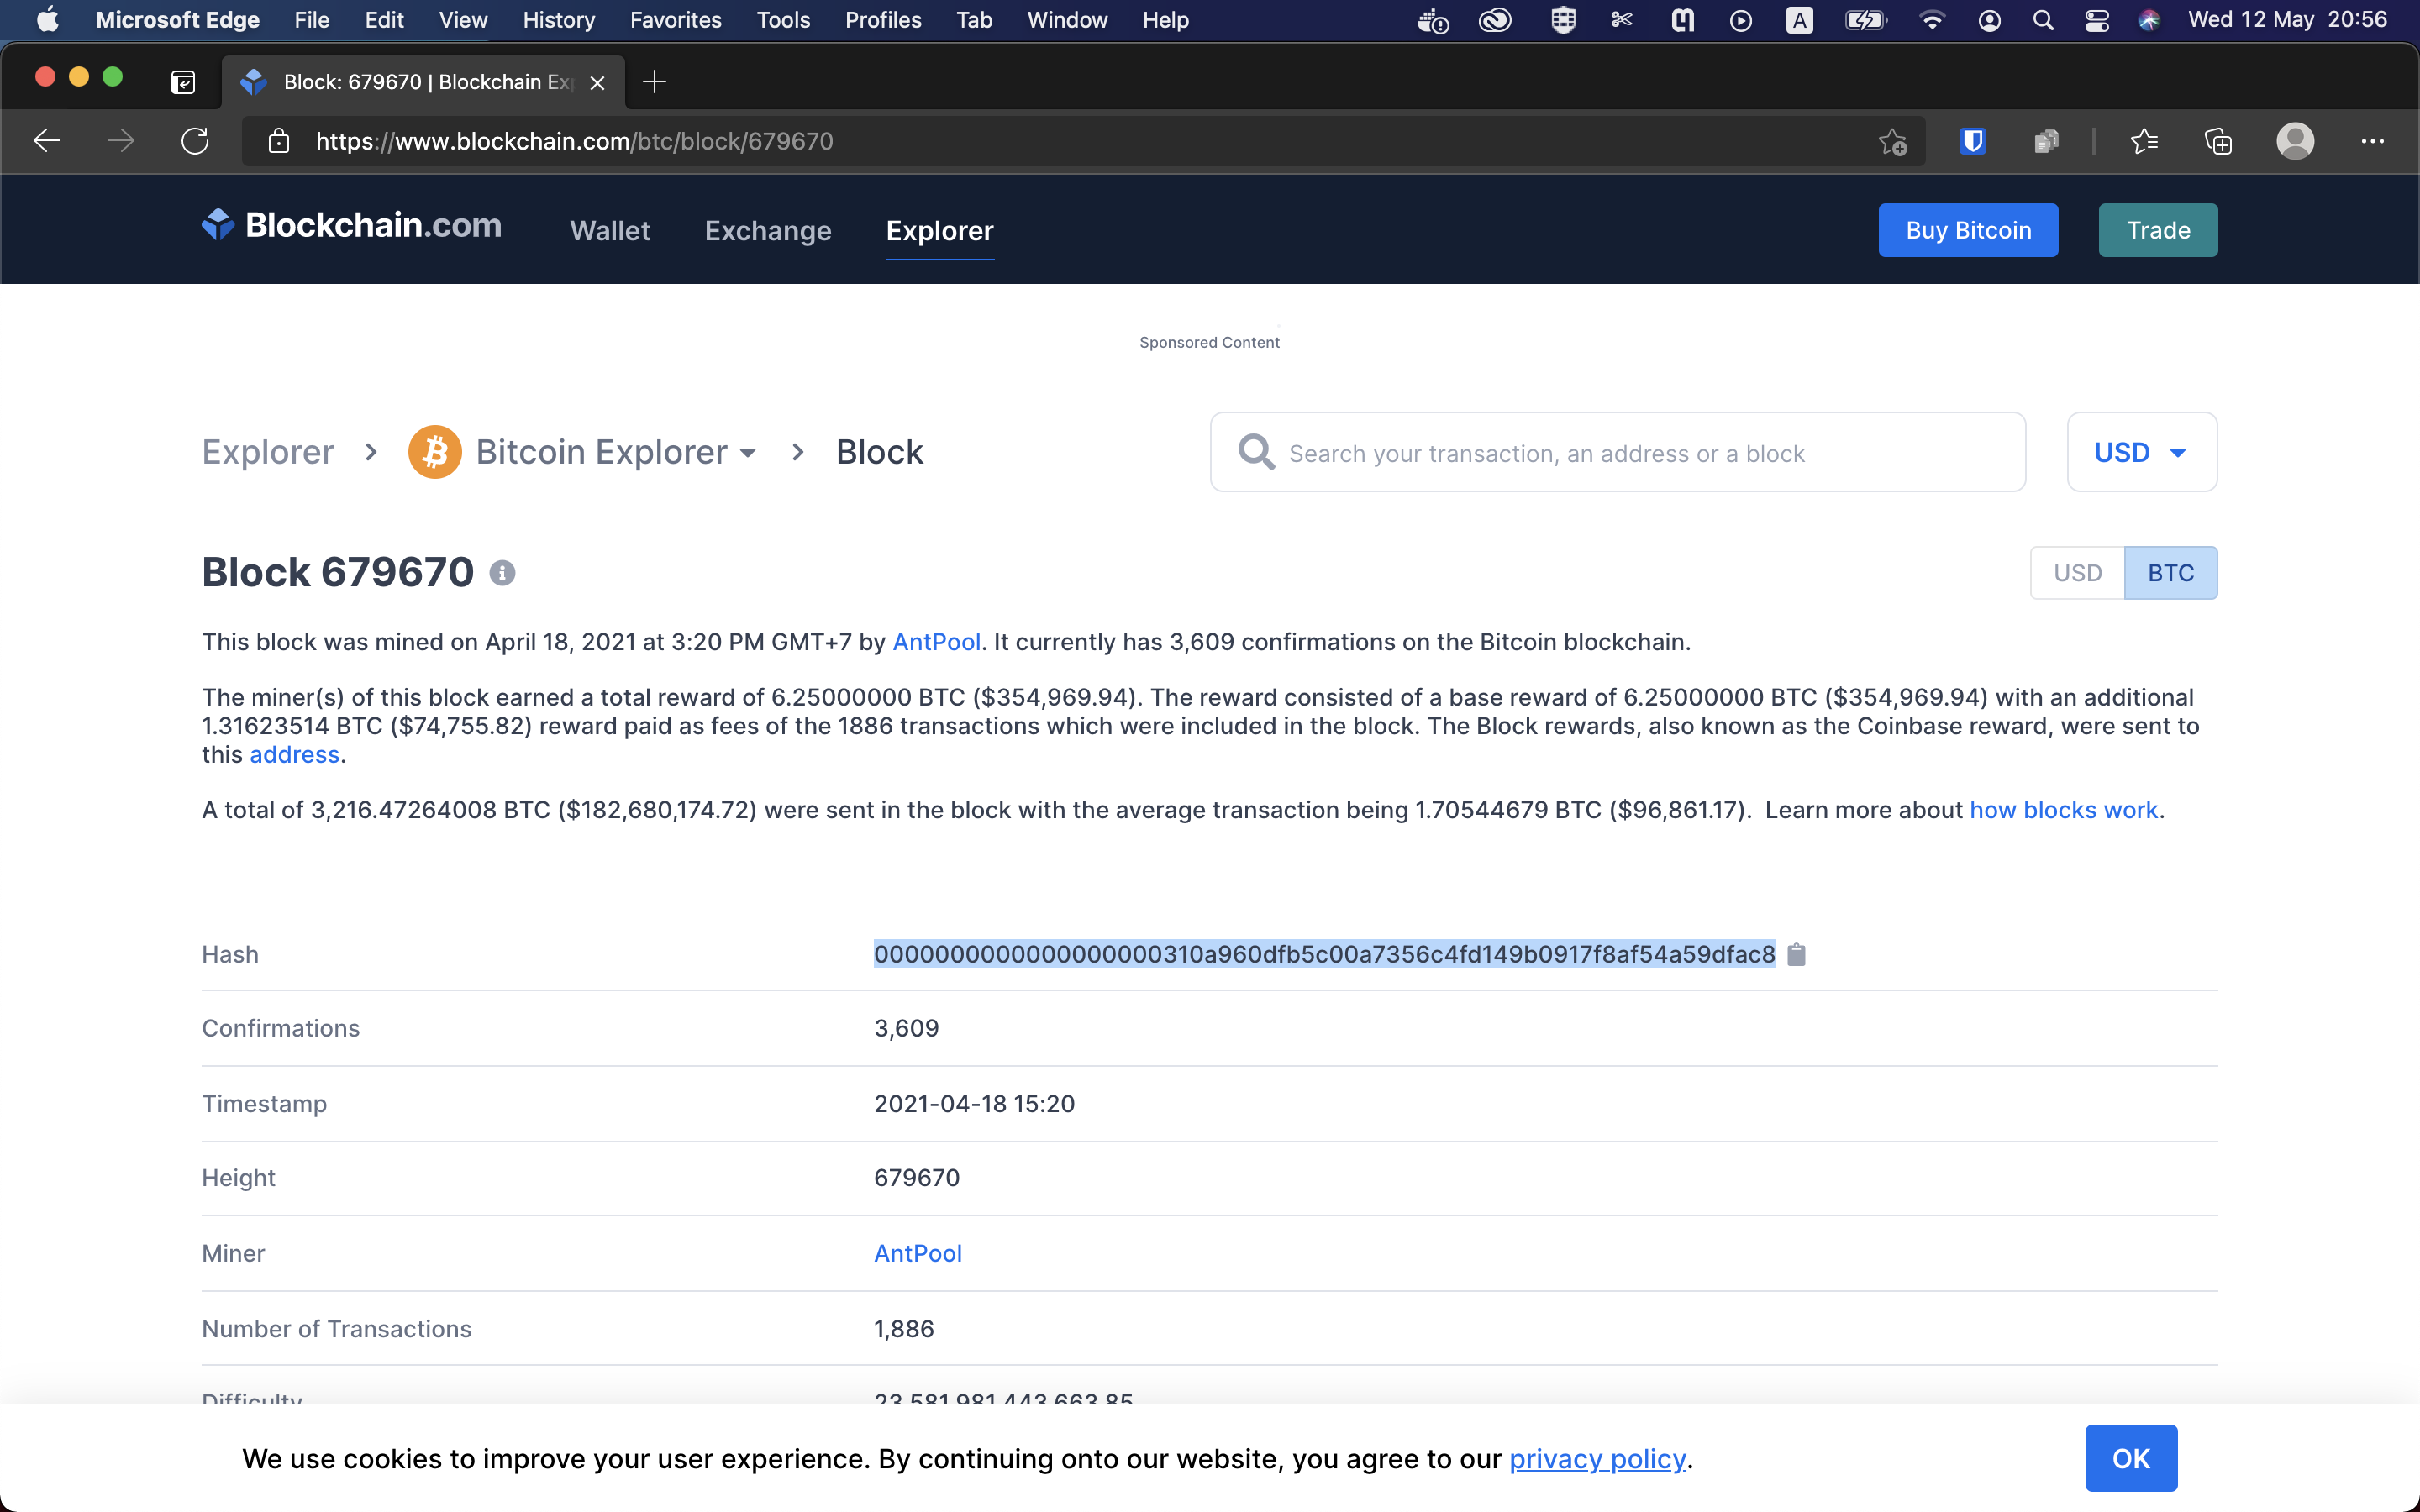 Microsoft Edge File Edit View History Favorites Tools Profiles Tab Window Help A Wed 12 May 20:56
Block: 679670 | Blockchain Exp
https://www.blockchain.com/btc/block/679670
Blockchain.com Wallet Exchange Explorer Buy Bitcoin Trade
Sponsored Content
Explorer Bitcoin Explorer Block Search your transaction, an address or a block USD
Block 679670 USD BTC
This block was mined on April 18, 2021 at 3:20 PM GMT+7 by AntPool. It currently has 3,609 confirmations on the Bitcoin blockchain.
The miner(s) of this block earned a total reward of 6.25000000 BTC ($354,969.94). The reward consisted of a base reward of 6.25000000 BTC ($354,969.94) with an additional
1.31623514 BTC ($74,755.82) reward paid as fees of the 1886 transactions which were included in the block. The Block rewards, also known as the Coinbase reward, were sent to
this address.
A total of 3,216.47264008 BTC ($182,680,174.72) were sent in the block with the average transaction being 1.70544679 BTC ($96,861.17). Learn more about how blocks work.
Hash 0000000000000000000310a960dfb5c00a7356c4fd149b0917f8af54a59dfac8
Confirmations 3,609
Timestamp 2021-04-18 15:20
Height 679670
Miner AntPool
Number of Transactions 1,886
Difficulty 23,581,981,443,663.85
We use cookies to improve your user experience. By continuing onto our website, you agree to our privacy policy. OK